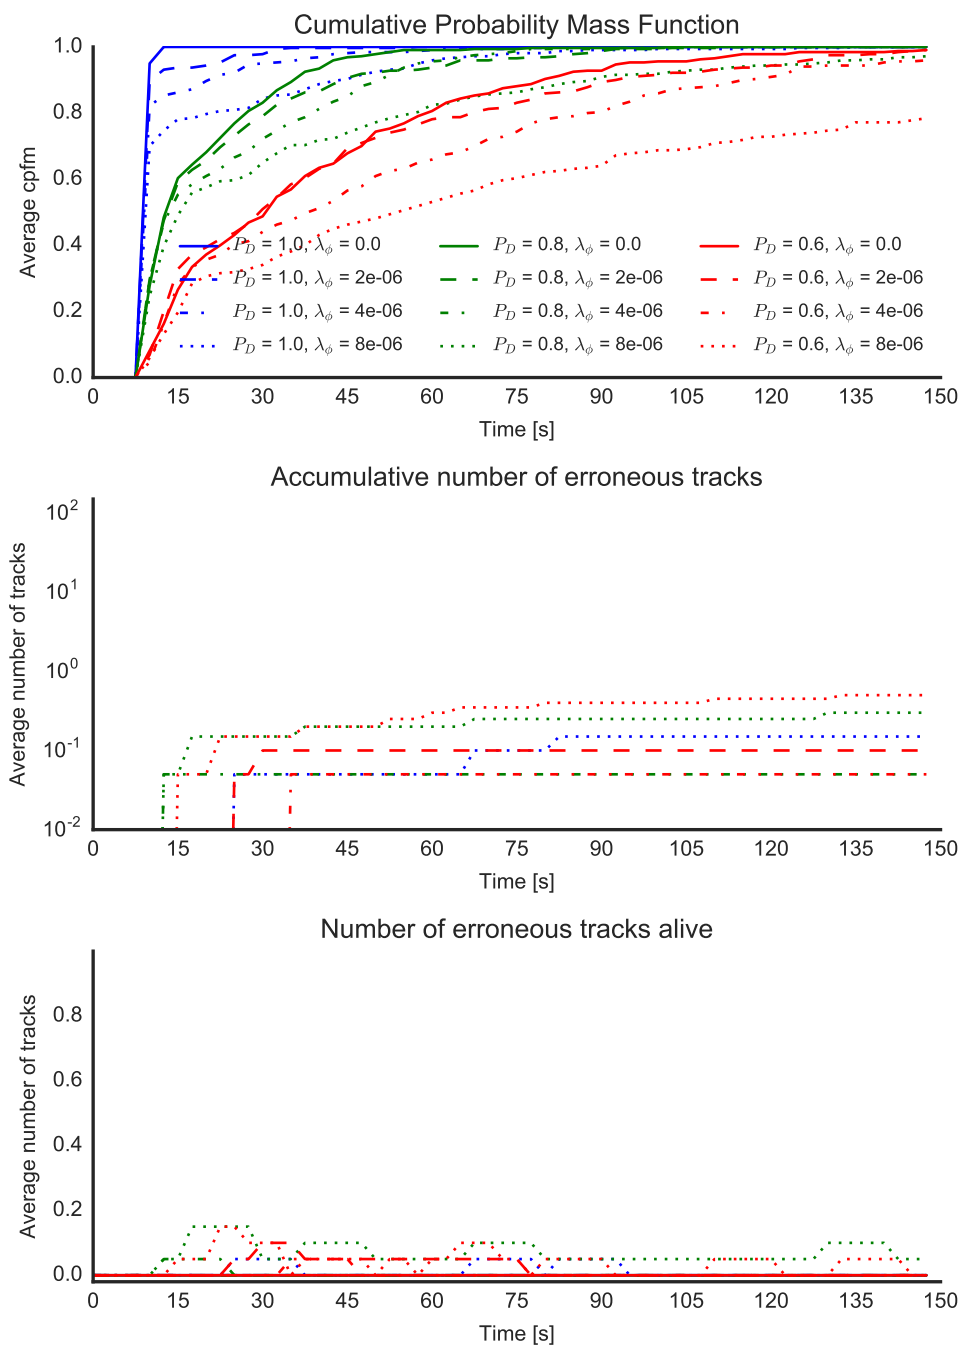 Cumulative Probability Mass Function
1.0
0.8
0.6
0.4
0.2
0.0
Average cpfm
P_D = 1.0, λ_ϕ = 0.0
P_D = 0.8, λ_ϕ = 0.0
P_D = 0.6, λ_ϕ = 0.0
P_D = 1.0, λ_ϕ = 2e-06
P_D = 0.8, λ_ϕ = 2e-06
P_D = 0.6, λ_ϕ = 2e-06
P_D = 1.0, λ_ϕ = 4e-06
P_D = 0.8, λ_ϕ = 4e-06
P_D = 0.6, λ_ϕ = 4e-06
P_D = 1.0, λ_ϕ = 8e-06
P_D = 0.8, λ_ϕ = 8e-06
P_D = 0.6, λ_ϕ = 8e-06
0 15 30 45 60 75 90 105 120 135 150
Time [s]
Accumulative number of erroneous tracks
10^2
10^1
10^0
10^-1
10^-2
Average number of tracks
0 15 30 45 60 75 90 105 120 135 150
Time [s]
Number of erroneous tracks alive
0.8
0.6
0.4
0.2
0.0
Average number of tracks
0 15 30 45 60 75 90 105 120 135 150
Time [s]